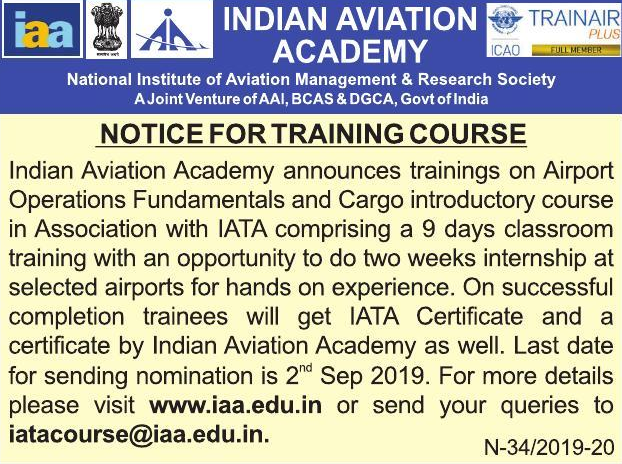 iaa
INDIAN AVIATION
ACADEMY
ICAO
TRAINAIR
PLUS
FULL MEMBER
National Institute of Aviation Management & Research Society
A Joint Venture of AAI, BCAS & DGCA, Govt of India
NOTICE FOR TRAINING COURSE
Indian Aviation Academy announces trainings on Airport
Operations Fundamentals and Cargo introductory course
in Association with IATA comprising a 9 days classroom
training with an opportunity to do two weeks internship at
selected airports for hands on experience. On successful
completion trainees will get IATA Certificate and a
certificate by Indian Aviation Academy as well. Last date
for sending nomination is 2nd Sep 2019. For more details
please visit www.iaa.edu.in or send your queries to
iatacourse@iaa.edu.in.
N-34/2019-20